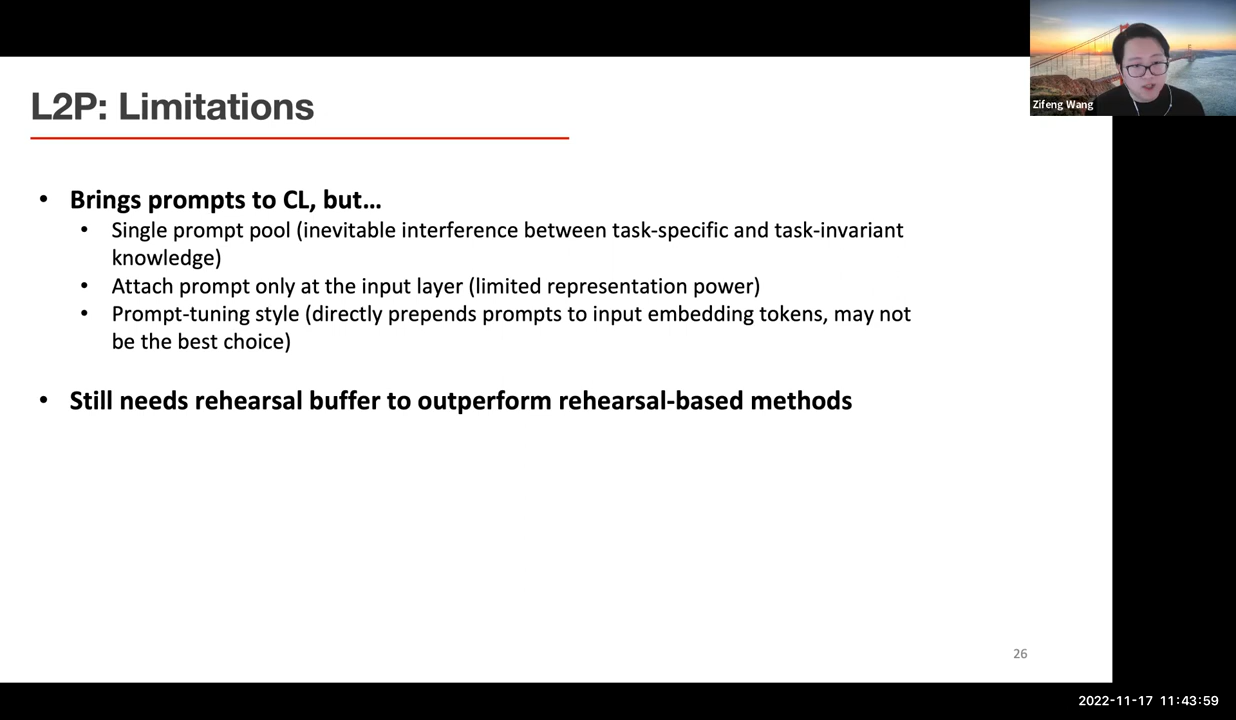 L2P: Limitations
Zifeng Wang
• Brings prompts to CL, but...
• Single prompt pool (inevitable interference between task-specific and task-invariant
knowledge)
• Attach prompt only at the input layer (limited representation power)
• Prompt-tuning style (directly prepends prompts to input embedding tokens, may not
be the best choice)
• Still needs rehearsal buffer to outperform rehearsal-based methods
26
2022-11-17 11:43:59